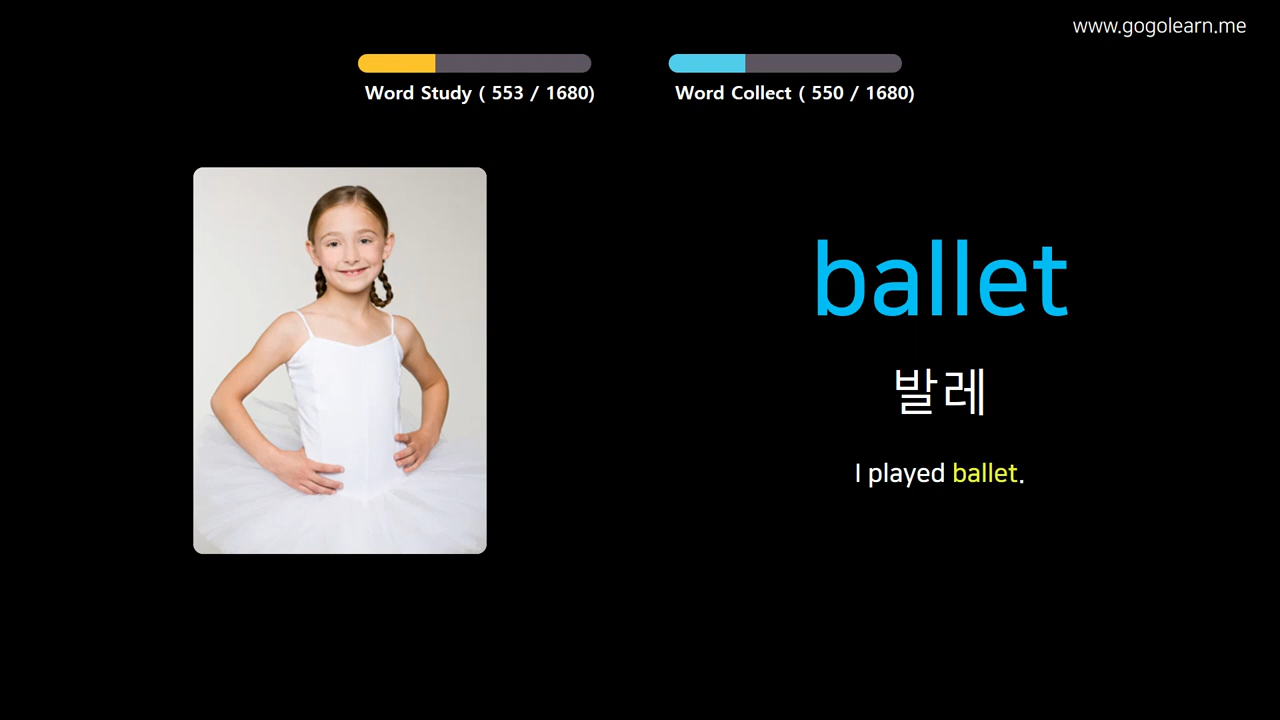 www.gogolearn.me
Word Study ( 553 / 1680)
Word Collect ( 550 / 1680)
ballet
발레
I played ballet.